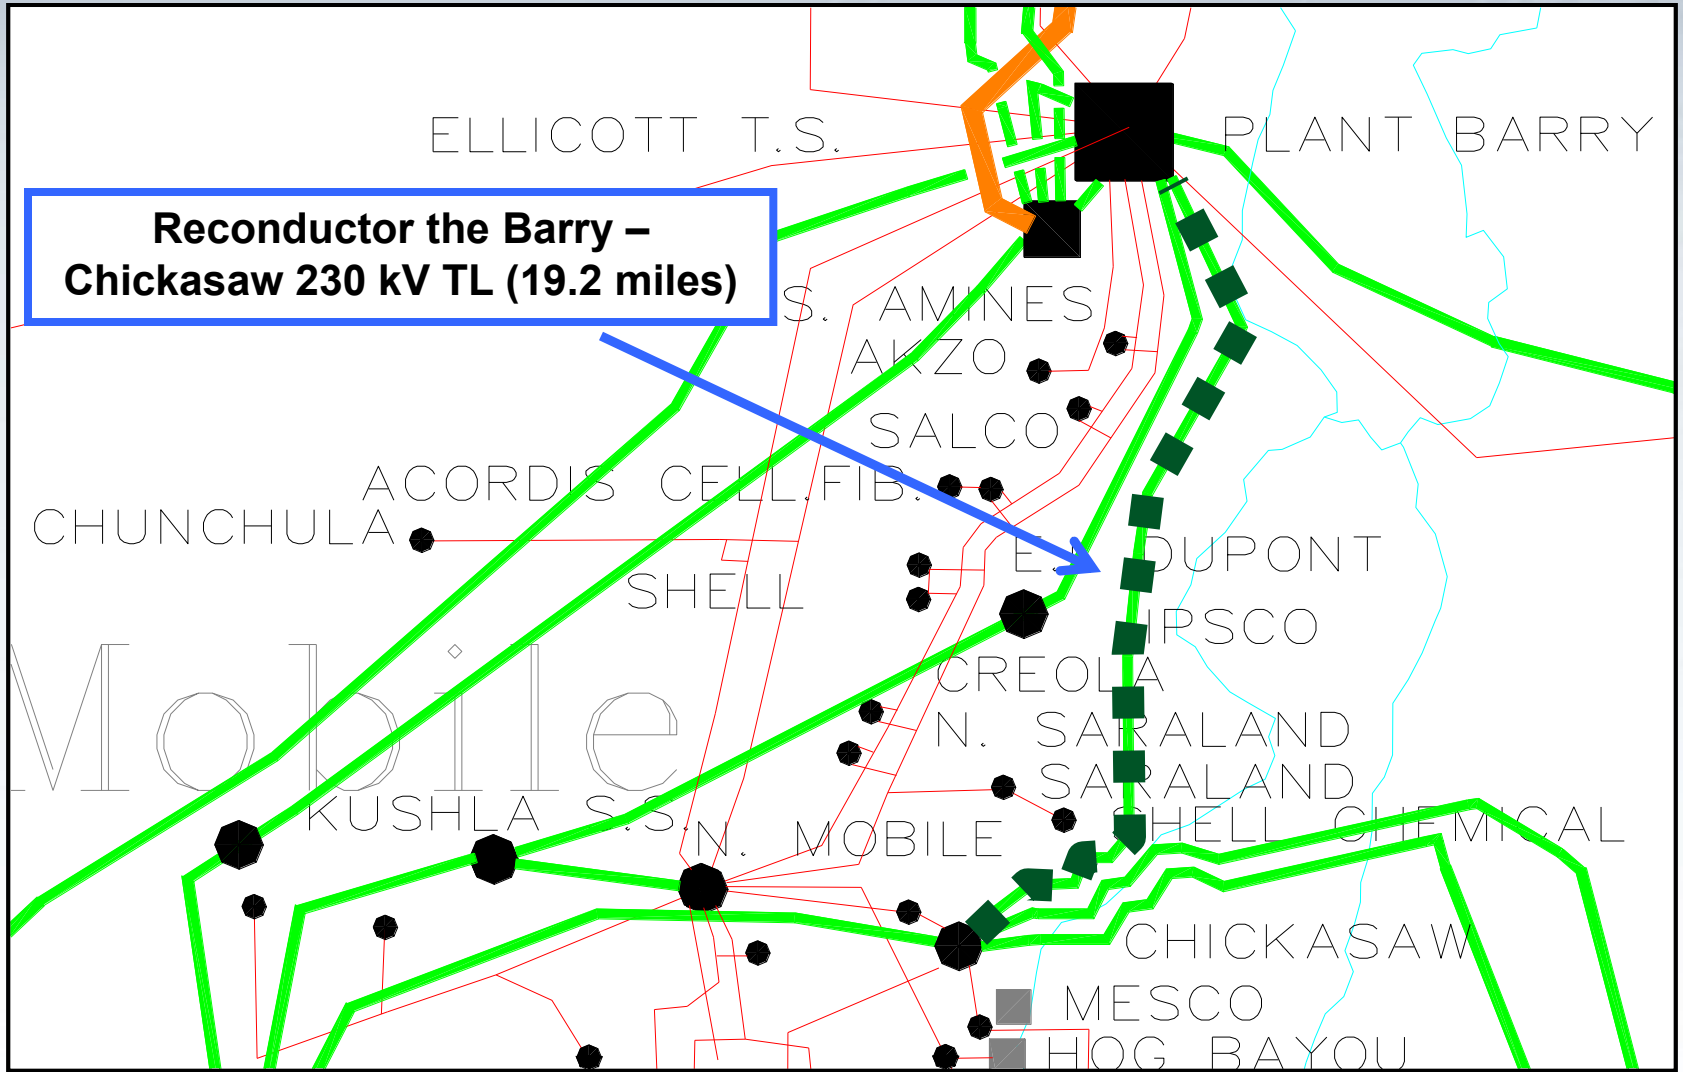 ELLICOTT T.S.
PLANT BARRY
Reconductor the Barry –
Chickasaw 230 kV TL (19.2 miles)
S. AMINES
AKZO
SALCO
ACORDIS CELL.FIB.
CHUNCHULA
E.I. DUPONT
SHELL
IPSCO
Mobile
CREOLA
N. SARALAND
SARALAND
KUSHLA S.S.
SHELL CHEMICAL
N. MOBILE
CHICKASAW
MESCO
HOG BAYOU